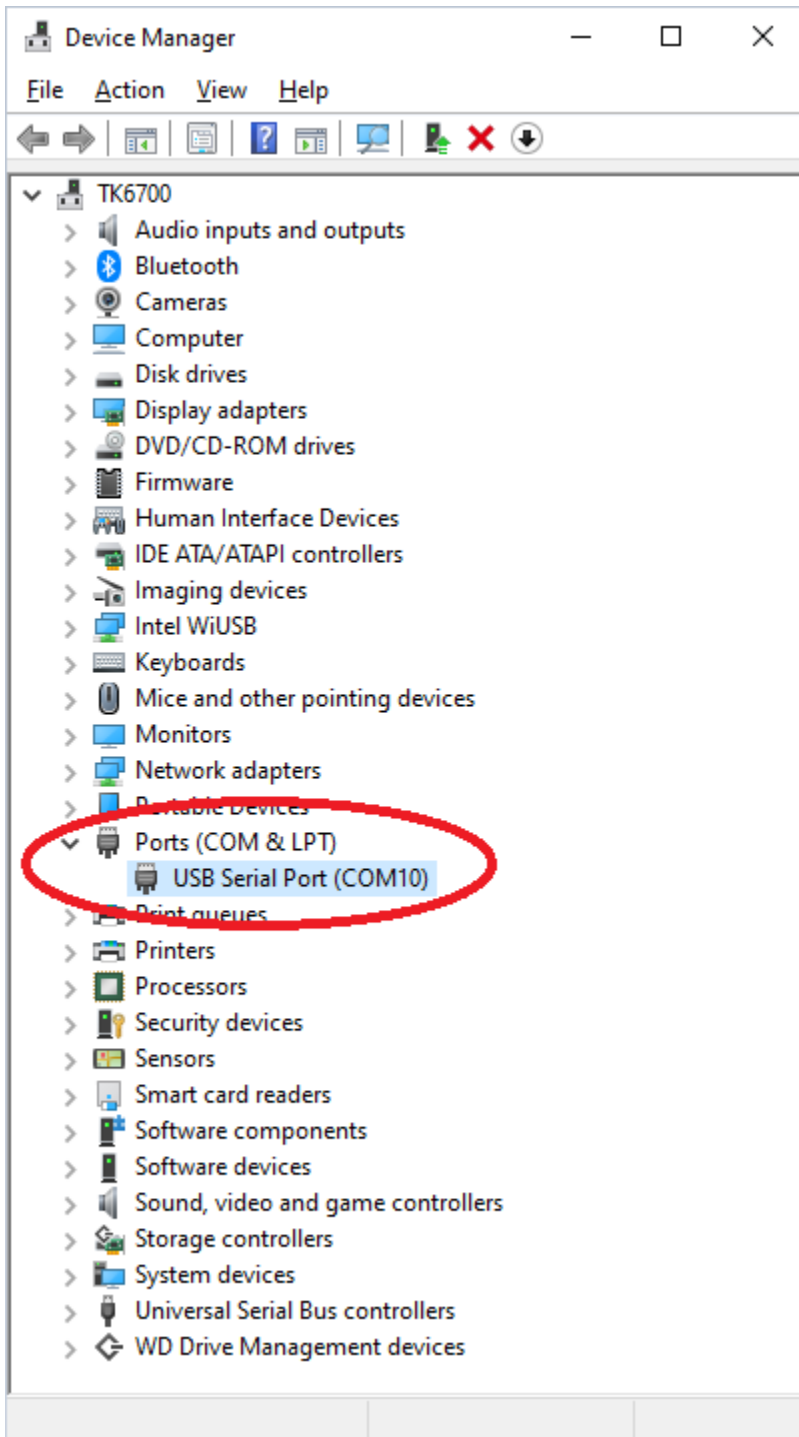 Device Manager
File Action View Help
TK6700
Audio inputs and outputs
Bluetooth
Cameras
Computer
Disk drives
Display adapters
DVD/CD-ROM drives
Firmware
Human Interface Devices
IDE ATA/ATAPI controllers
Imaging devices
Intel WiUSB
Keyboards
Mice and other pointing devices
Monitors
Network adapters
Portable Devices
Ports (COM & LPT)
USB Serial Port (COM10)
Print queues
Printers
Processors
Security devices
Sensors
Smart card readers
Software components
Software devices
Sound, video and game controllers
Storage controllers
System devices
Universal Serial Bus controllers
WD Drive Management devices